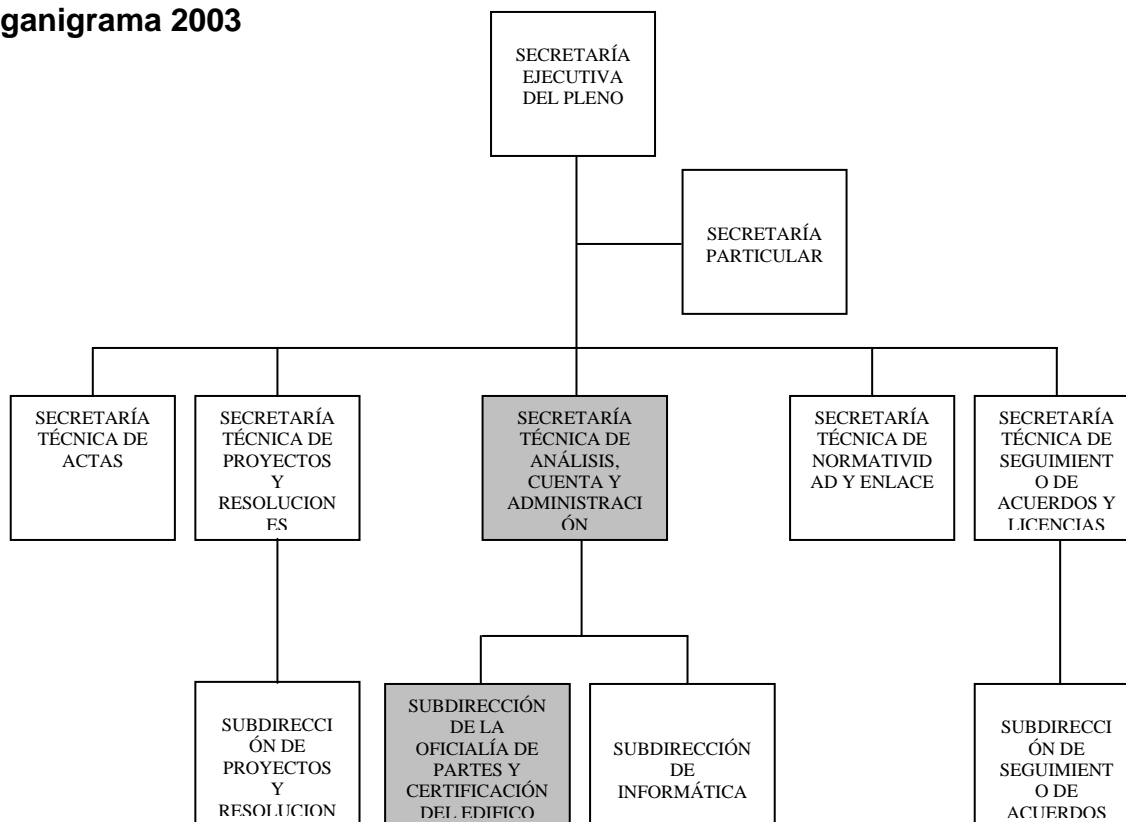 ganigrama 2003
SECRETARÍA
EJECUTIVA
DEL PLENO
SECRETARÍA
PARTICULAR
SECRETARÍA
TÉCNICA DE
ACTAS
SECRETARÍA
TÉCNICA DE
PROYECTOS
Y
RESOLUCION
ES
SECRETARÍA
TÉCNICA DE
ANÁLISIS,
CUENTA Y
ADMINISTRACI
ÓN
SECRETARÍA
TÉCNICA DE
NORMATIVID
AD Y ENLACE
SECRETARÍA
TÉCNICA DE
SEGUIMIENT
O DE
ACUERDOS Y
LICENCIAS
SUBDIRECCI
ÓN DE
PROYECTOS
Y
RESOLUCION
SUBDIRECCIÓN
DE LA
OFICIALÍA DE
PARTES Y
CERTIFICACIÓN
DEL EDIFICO
SUBDIRECCIÓN
DE
INFORMÁTICA
SUBDIRECCI
ÓN DE
SEGUIMIENT
O DE
ACUERDOS